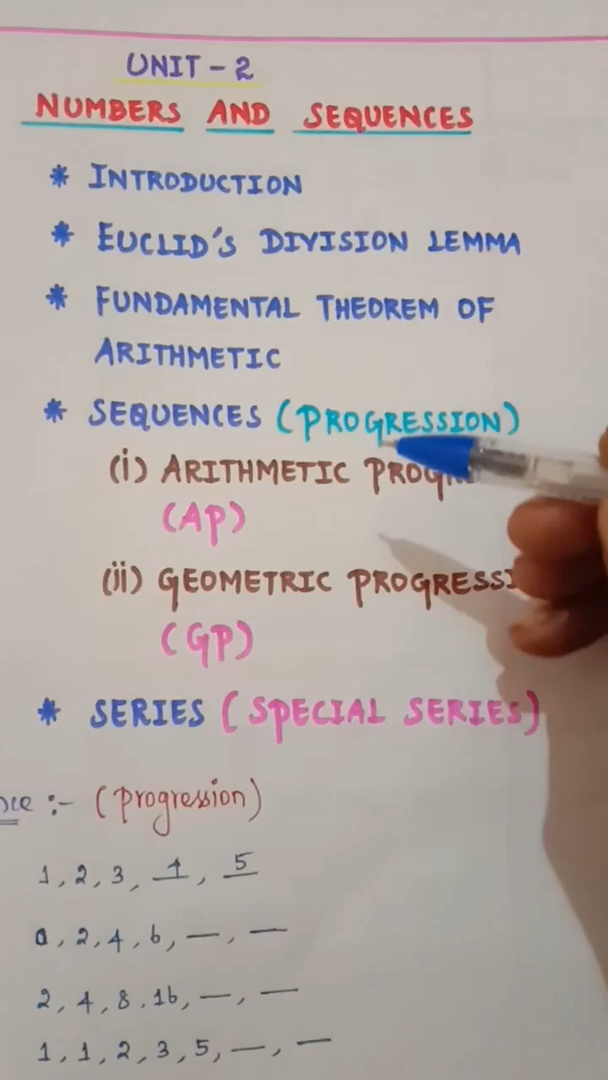 UNIT - 2
NUMBERS AND SEQUENCES
* INTRODUCTION
* EUCLID'S DIVISION LEMMA
* FUNDAMENTAL THEOREM OF
ARITHMETIC
* SEQUENCES (PROGRESSION)
(i) ARITHMETIC
(AP)
(ii) GEOMETRIC PROGRESSI
(GP)
* SERIES (SPECIAL SERIES)
nce :- (progression)
1, 2, 3, 4, 5
0, 2, 4, 6, —, —
2, 4, 8, 16, —, —
1, 1, 2, 3, 5, —, —